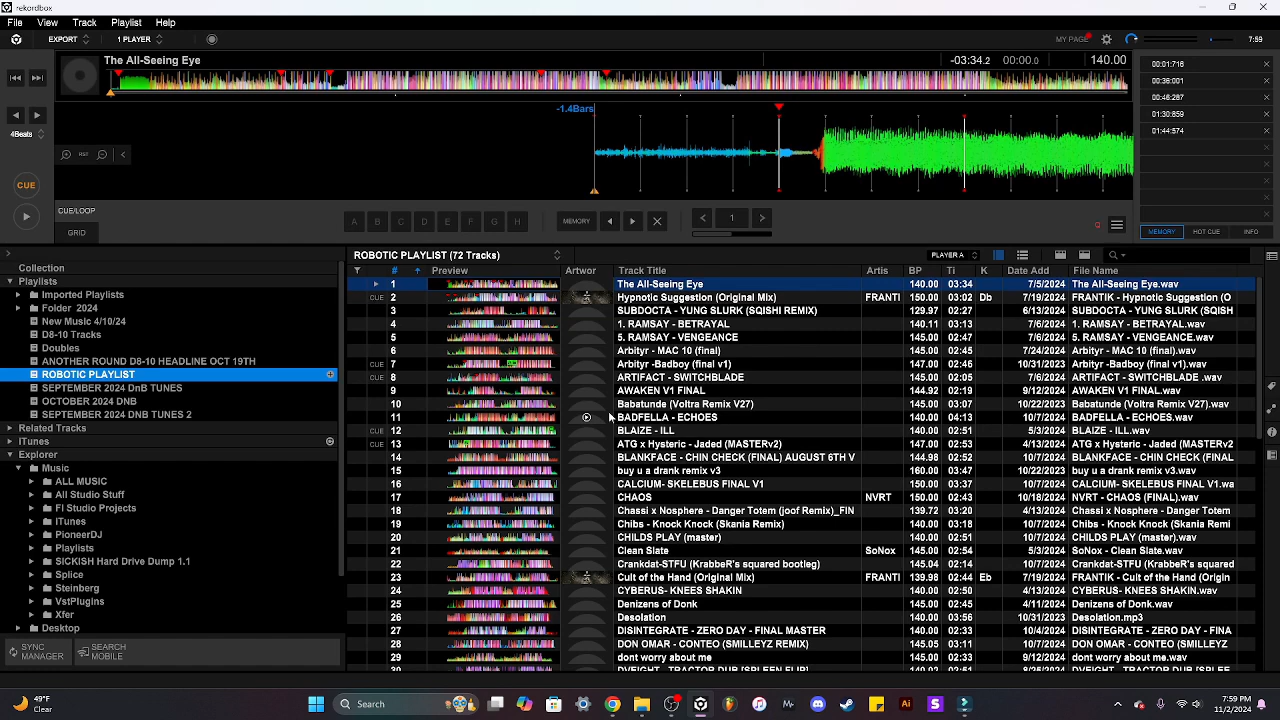 rekordbox
File View Track Playlist Help
EXPORT 1 PLAYER MY PAGE 7:59
The All-Seeing Eye -03:34.2 00:00.0 140.00
-1.4Bars
4Beats
RST
CUE
CUE/LOOP
GRID
A B C D E F G H MEMORY 1
00:01:716
00:36:001
00:46:287
01:30:859
01:44:574
MEMORY HOT CUE INFO
Collection
Playlists
Imported Playlists
Folder 2024
New Music 4/10/24
D8-10 Tracks
Doubles
ANOTHER ROUND D8-10 HEADLINE OCT 19TH
ROBOTIC PLAYLIST
SEPTEMBER 2024 DnB TUNES
OCTOBER 2024 DNB
SEPTEMBER 2024 DNB TUNES 2
Related Tracks
iTunes
Explorer
Music
ALL MUSIC
All Studio Stuff
Fl Studio Projects
iTunes
PioneerDJ
Playlists
SICKISH Hard Drive Dump 1.1
Splice
Steinberg
VstPlugins
Xfer
Desktop
SYNC MANAGER SEARCH MOBILE
ROBOTIC PLAYLIST (72 Tracks) PLAYER A
# Preview Artwor Track Title Artis BP Ti K Date Add File Name
1 The All-Seeing Eye 140.00 03:34 7/5/2024 The All-Seeing Eye.wav
CUE 2 Hypnotic Suggestion (Original Mix) FRANTI 150.00 03:02 Db 7/19/2024 FRANTIK - Hypnotic Suggestion (O
3 SUBDOCTA - YUNG SLURK (SQISHI REMIX) 129.97 02:27 6/13/2024 SUBDOCTA - YUNG SLURK (SQISH
4 1. RAMSAY - BETRAYAL 140.11 03:13 7/6/2024 1. RAMSAY - BETRAYAL.wav
5 5. RAMSAY - VENGEANCE 145.00 02:38 7/6/2024 5. RAMSAY - VENGEANCE.wav
6 Arbityr - MAC 10 (final) 145.00 02:46 7/24/2024 Arbityr - MAC 10 (final).wav
CUE 7 Arbityr -Badboy (final v1) 147.00 02:45 10/31/2023 Arbityr -Badboy (final v1).wav
CUE 8 ARTIFACT - SWITCHBLADE 145.00 02:05 7/6/2024 ARTIFACT - SWITCHBLADE .wav
9 AWAKEN V1 FINAL 144.92 02:19 10/7/2024 AWAKEN V1 FINAL.wav
10 Babatunde (Voltra Remix V27) 140.00 03:07 10/22/2023 Babatunde (Voltra Remix V27).wav
11 BADFELLA - ECHOES 140.00 04:13 10/7/2024 BADFELLA - ECHOES.wav
CUE 12 BLAIZE - ILL 140.00 02:41 5/3/2024 BLAIZE - ILL.wav
CUE 13 ATG x Hysteric - Jaded (MASTERv2) 147.00 02:53 10/4/2024 ATG x Hysteric - Jaded (MASTERv2
14 BLANKFACE - CHIN CHECK (FINAL) AUGUST 6TH V 144.98 02:52 10/7/2024 BLANKFACE - CHIN CHECK (FINAL)
15 buy u a drank remix v3 160.00 03:47 10/22/2023 buy u a drank remix v3.wav
16 CALCIUM- SKELEBUS FINAL V1 145.00 02:54 10/7/2024 CALCIUM- SKELEBUS FINAL V1.wa
17 CHAOS NVRT 150.00 02:43 10/18/2024 NVRT - CHAOS (FINAL).wav
18 Chassi x Nosphere - Danger Totem (joof Remix)_FIN 139.72 03:20 10/4/2024 Chassi x Nosphere - Danger Totem
19 Chibs - Knock Knock (Skania Remix) 140.00 03:18 10/7/2024 Chibs - Knock Knock (Skania Remi
20 CHILDS PLAY (master) 145.00 03:17 10/7/2024 CHILDS PLAY (master).wav
21 Clean Slate SoNox 145.00 02:54 5/3/2024 SoNox - Clean Slate.wav
22 Crankdat-STFU (KrabbeR's squared bootleg) 145.04 02:14 10/7/2024 Crankdat-STFU (KrabbeR's squared
CUE 23 Cult of the Hand (Original Mix) FRANTI 139.98 02:46 Eb 7/19/2024 FRANTIK - Cult of the Hand (Origin
24 CYBERUS- KNEES SHAKIN 140.00 02:50 10/7/2024 CYBERUS- KNEES SHAKIN.wav
25 Denizens of Donk 145.00 02:45 4/11/2024 Denizens of Donk.wav
26 Desolation 145.00 02:56 10/31/2023 Desolation.mp3
27 DISINTEGRATE - ZERO DAY - FINAL MASTER 140.00 02:33 10/4/2024 DISINTEGRATE - ZERO DAY - FINAL
28 DON OMAR - CONTEO (SMILLEYZ REMIX) 145.05 03:11 10/7/2024 DON OMAR - CONTEO (SMILLEYZ
29 dont worry about me 145.00 02:33 9/12/2024 dont worry about me.wav
Search 49°F Clear 7:59 PM 11/2/2024